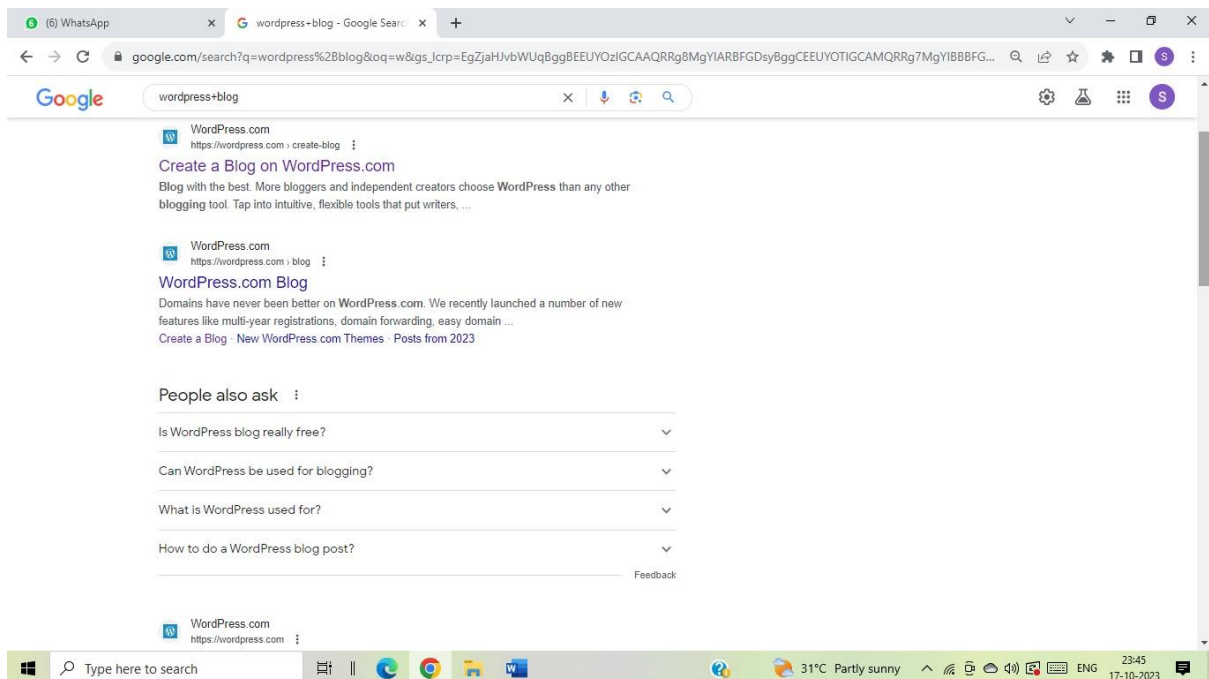 (6) WhatsApp
wordpress+blog - Google Searc
google.com/search?q=wordpress%2Bblog&oq=w&gs_lcrp=EgZjaHJvbWUqBggBEEUYOzIGCAAQRRg8MgYIARBFGDsyBggCEEUYOTIGCAMQRRg7MgYIBBBFG...
S
Google
wordpress+blog
S
WordPress.com
https://wordpress.com › create-blog
Create a Blog on WordPress.com
Blog with the best. More bloggers and independent creators choose WordPress than any other
blogging tool. Tap into intuitive, flexible tools that put writers, ...
WordPress.com
https://wordpress.com › blog
WordPress.com Blog
Domains have never been better on WordPress.com. We recently launched a number of new
features like multi-year registrations, domain forwarding, easy domain ...
Create a Blog · New WordPress.com Themes · Posts from 2023
People also ask
Is WordPress blog really free?
Can WordPress be used for blogging?
What is WordPress used for?
How to do a WordPress blog post?
Feedback
WordPress.com
https://wordpress.com
Type here to search
31°C Partly sunny
ENG
23:45
17-10-2023